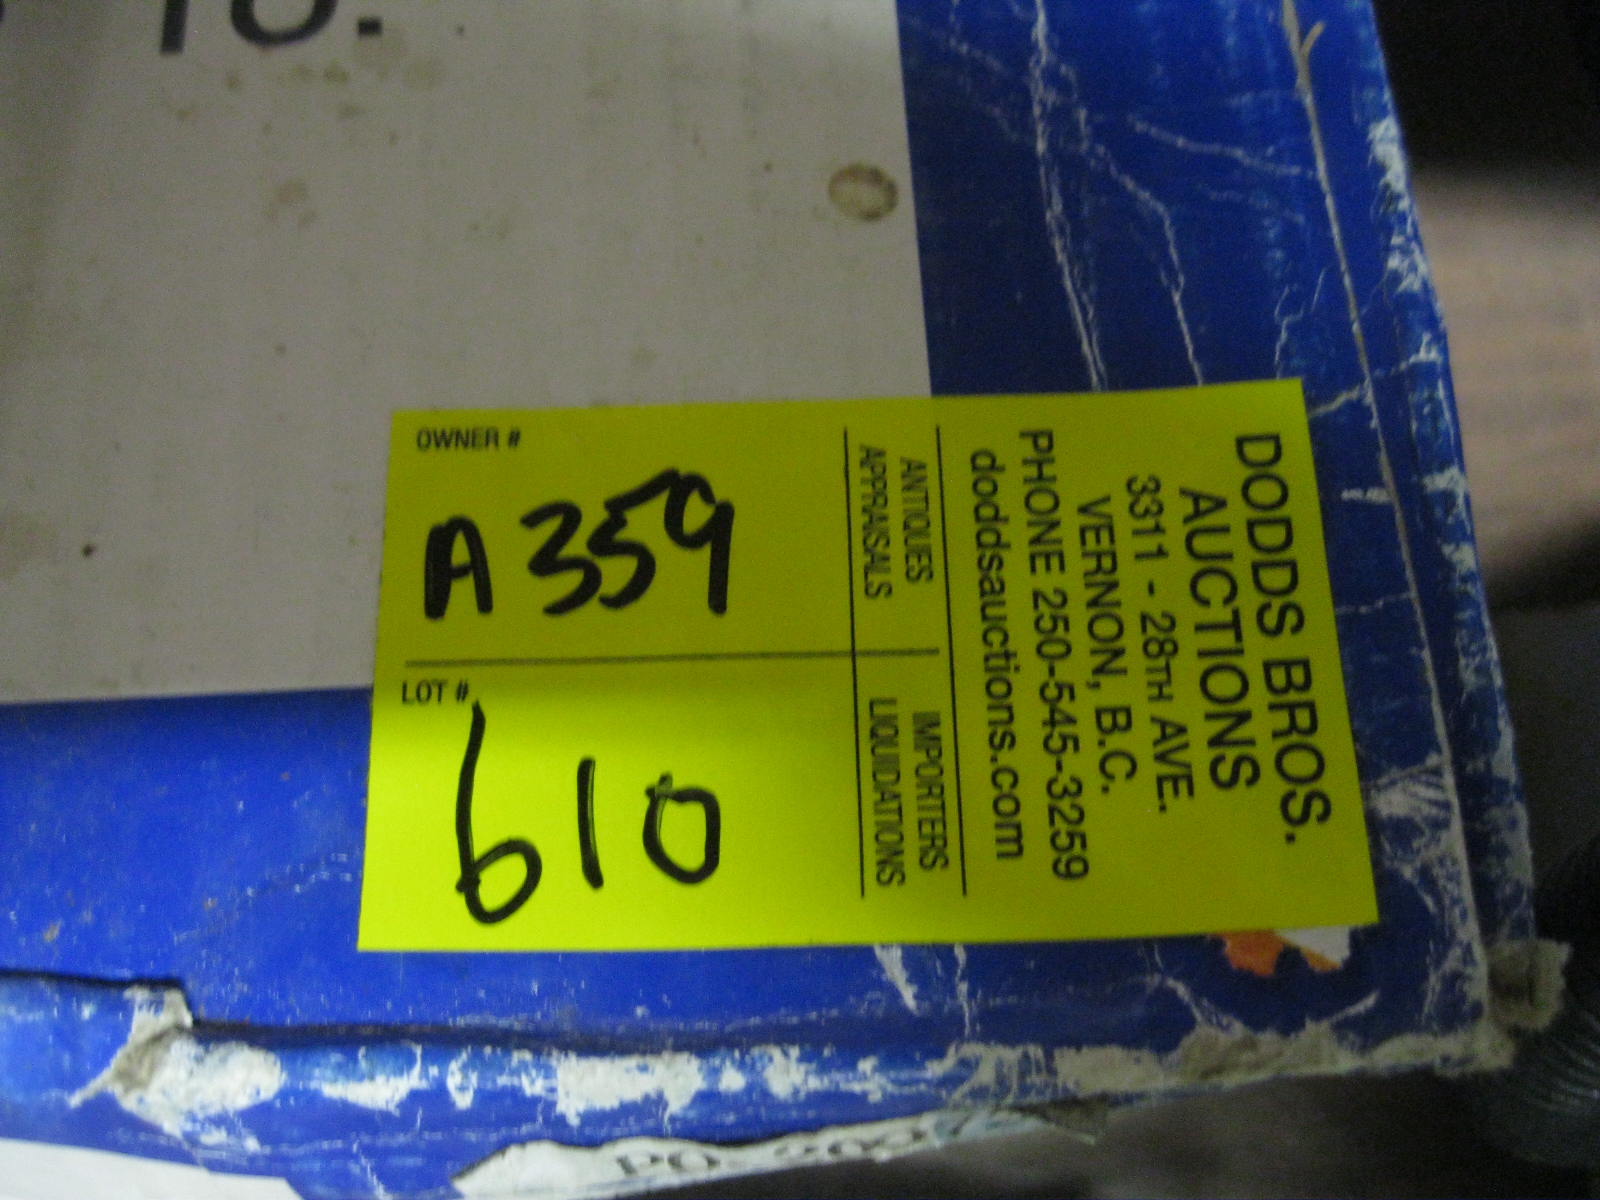 OWNER #
A359
LOT #
610
ANTIQUES IMPORTERS
APPRAISALS LIQUIDATIONS
DODDS BROS.
AUCTIONS
3311 - 28TH AVE.
VERNON, B.C.
PHONE 250-545-3259
doddsauctions.com